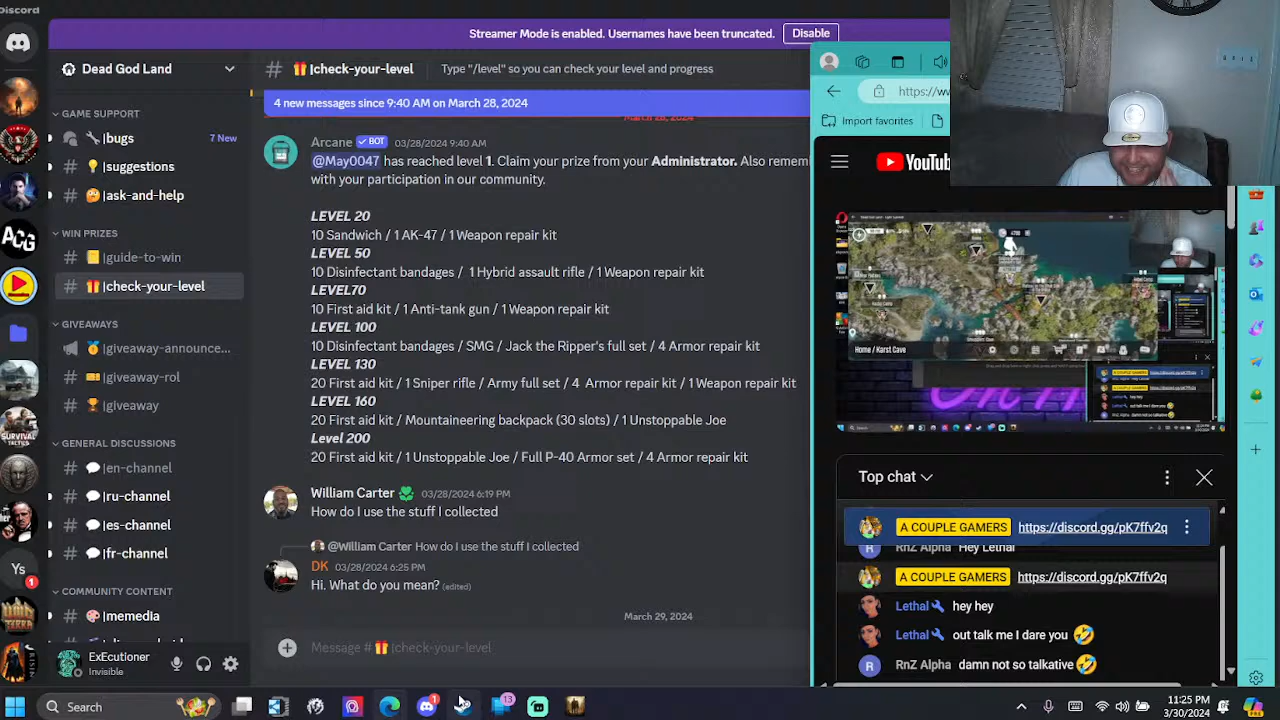 Discord
Streamer Mode is enabled. Usernames have been truncated. Disable
Dead God Land
# 🎁|check-your-level
Type "/level" so you can check your level and progress
GAME SUPPORT
# 🔧|bugs 7 New
# 💡|suggestions
# 🤔|ask-and-help
WIN PRIZES
# 📒|guide-to-win
# 🎁|check-your-level
GIVEAWAYS
🥇|giveaway-announce...
# 🎫|giveaway-rol
# 🏆|giveaway
GENERAL DISCUSSIONS
# 💬|en-channel
# 💬|ru-channel
# 💬|es-channel
# 💬|fr-channel
COMMUNITY CONTENT
# 🎨|memedia
ExEcutioner
Invisible
ACG
Ys
1
4 new messages since 9:40 AM on March 28, 2024
March 28, 2024
Arcane ✓ BOT 03/28/2024 9:40 AM
@May0047 has reached level 1. Claim your prize from your Administrator. Also remem
with your participation in our community.
LEVEL 20
10 Sandwich / 1 AK-47 / 1 Weapon repair kit
LEVEL 50
10 Disinfectant bandages / 1 Hybrid assault rifle / 1 Weapon repair kit
LEVEL70
10 First aid kit / 1 Anti-tank gun / 1 Weapon repair kit
LEVEL 100
10 Disinfectant bandages / SMG / Jack the Ripper's full set / 4 Armor repair kit
LEVEL 130
20 First aid kit / 1 Sniper rifle / Army full set / 4 Armor repair kit / 1 Weapon repair kit
LEVEL 160
20 First aid kit / Mountaineering backpack (30 slots) / 1 Unstoppable Joe
Level 200
20 First aid kit / 1 Unstoppable Joe / Full P-40 Armor set / 4 Armor repair kit
William Carter 03/28/2024 6:19 PM
How do I use the stuff I collected
@William Carter How do I use the stuff I collected
DK 03/28/2024 6:25 PM
Hi. What do you mean? (edited)
March 29, 2024
Message #🎁|check-your-level
https://ww
Import favorites
YouTub
Home / Karst Cave
Top chat
A COUPLE GAMERS https://discord.gg/pK7ffv2q
RnZ Alpha Hey Lethal
A COUPLE GAMERS https://discord.gg/pK7ffv2q
Lethal hey hey
Lethal out talk me I dare you 🤣
RnZ Alpha damn not so talkative 🤣
Search
1
13
11:25 PM
3/30/2024